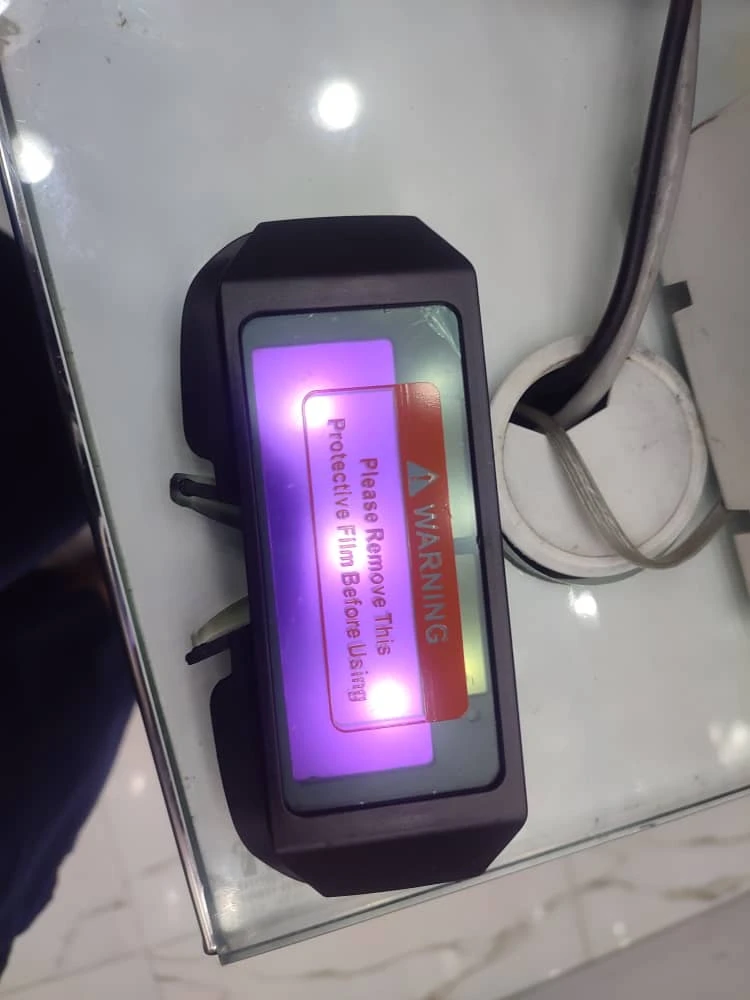 WARNING
Please Remove This
Protective Film Before Using